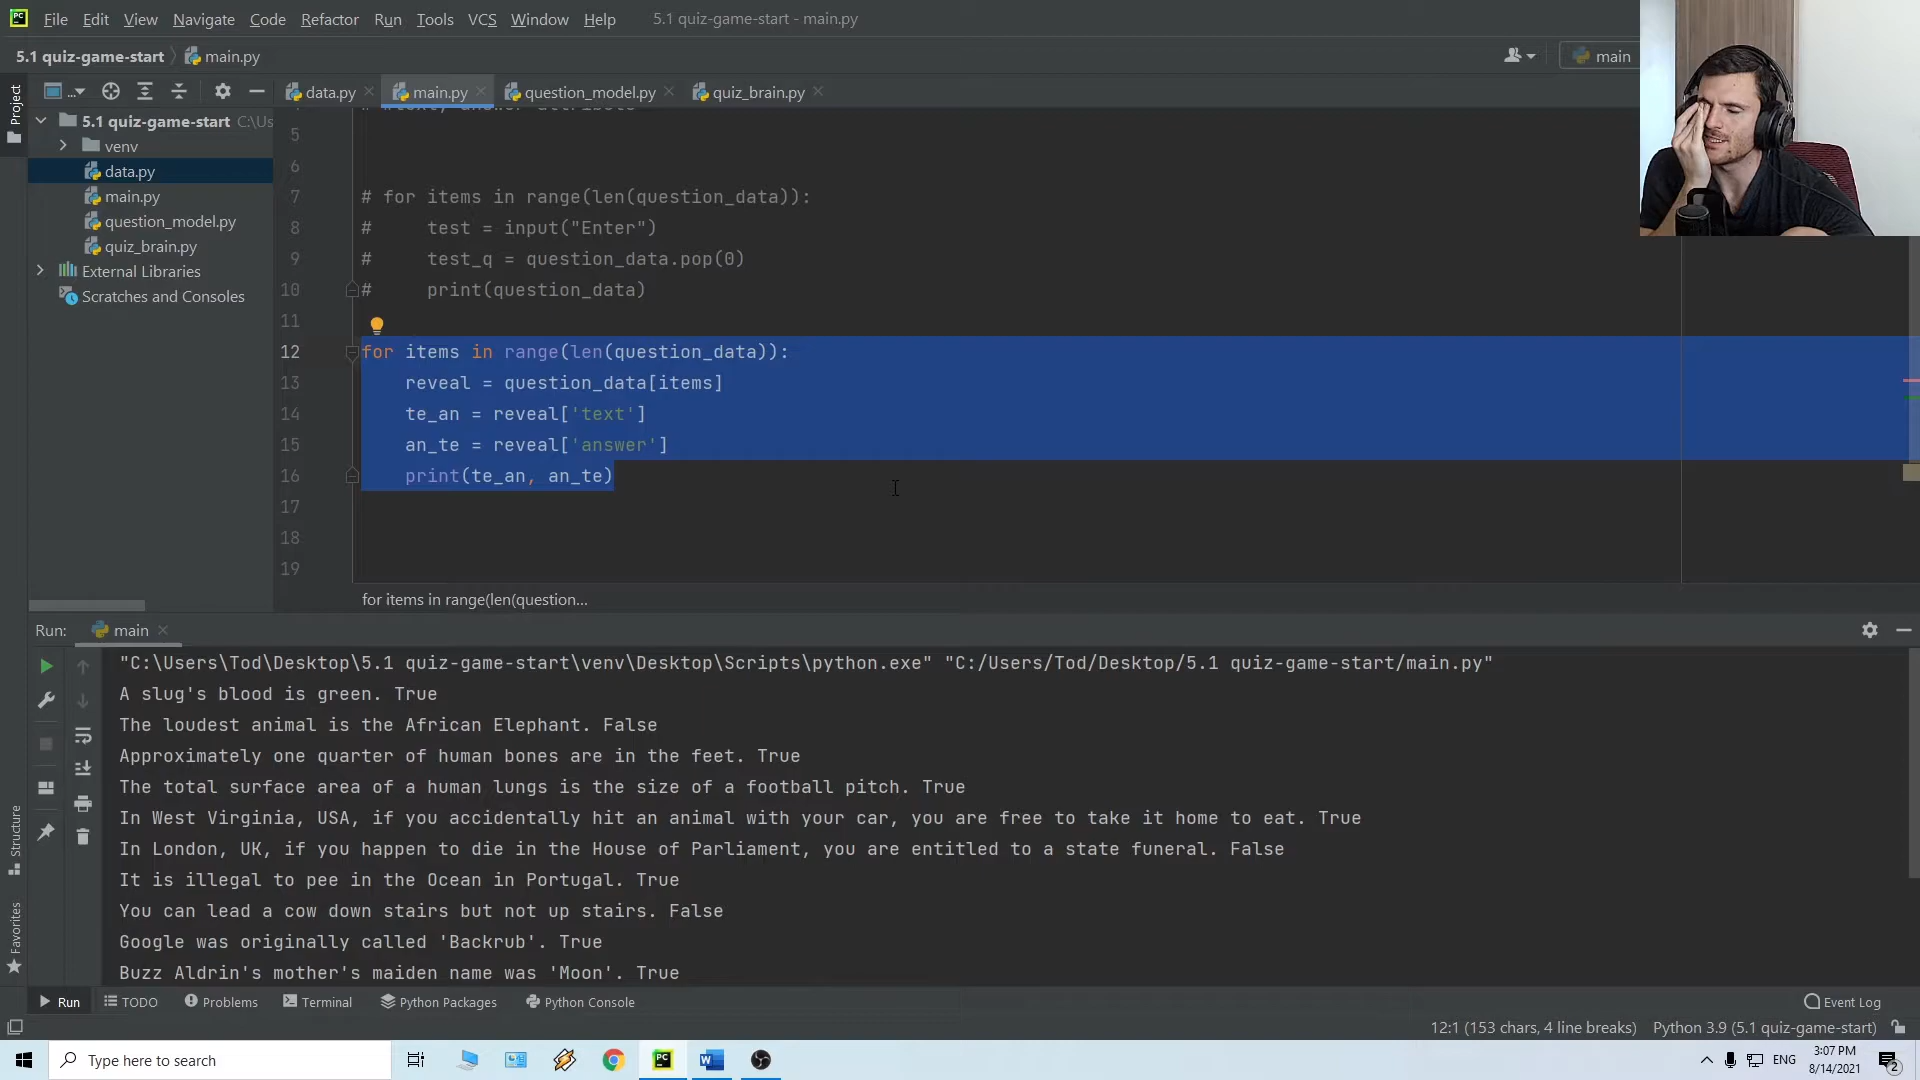 File Edit View Navigate Code Refactor Run Tools VCS Window Help 5.1 quiz-game-start - main.py
5.1 quiz-game-start main.py main
Project
... data.py main.py question_model.py quiz_brain.py
5.1 quiz-game-start C:\Us
venv
data.py
main.py
question_model.py
quiz_brain.py
External Libraries
Scratches and Consoles
5
6
7 # for items in range(len(question_data)):
8 #     test = input("Enter")
9 #     test_q = question_data.pop(0)
10 #     print(question_data)
11
12 for items in range(len(question_data)):
13     reveal = question_data[items]
14     te_an = reveal['text']
15     an_te = reveal['answer']
16     print(te_an, an_te)
17
18
19
for items in range(len(question...
Run: main
"C:\Users\Tod\Desktop\5.1 quiz-game-start\venv\Desktop\Scripts\python.exe" "C:/Users/Tod/Desktop/5.1 quiz-game-start/main.py"
A slug's blood is green. True
The loudest animal is the African Elephant. False
Approximately one quarter of human bones are in the feet. True
The total surface area of a human lungs is the size of a football pitch. True
In West Virginia, USA, if you accidentally hit an animal with your car, you are free to take it home to eat. True
In London, UK, if you happen to die in the House of Parliament, you are entitled to a state funeral. False
It is illegal to pee in the Ocean in Portugal. True
You can lead a cow down stairs but not up stairs. False
Google was originally called 'Backrub'. True
Buzz Aldrin's mother's maiden name was 'Moon'. True
Structure
Favorites
Run TODO Problems Terminal Python Packages Python Console Event Log
12:1 (153 chars, 4 line breaks) Python 3.9 (5.1 quiz-game-start)
Type here to search
PC W ENG 3:07 PM
8/14/2021
2